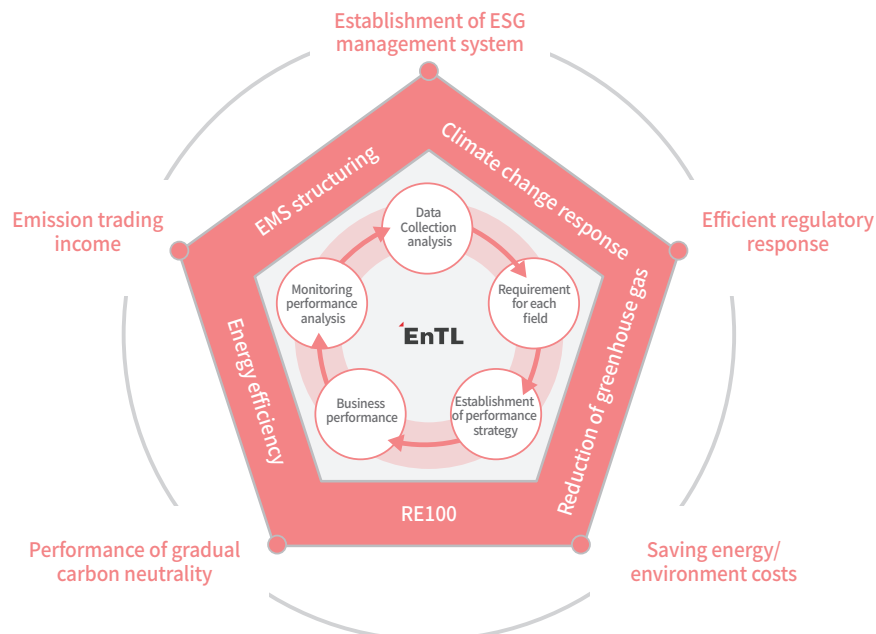 Establishment of ESG
management system
EMS structuring
Climate change response
Emission trading
income
Efficient regulatory
response
Data
Collection
analysis
Monitoring
performance
analysis
Requirement
for each
field
EnTL
Energy efficiency
Reduction of greenhouse gas
Business
performance
Establishment
of performance
strategy
RE100
Performance of gradual
carbon neutrality
Saving energy/
environment costs